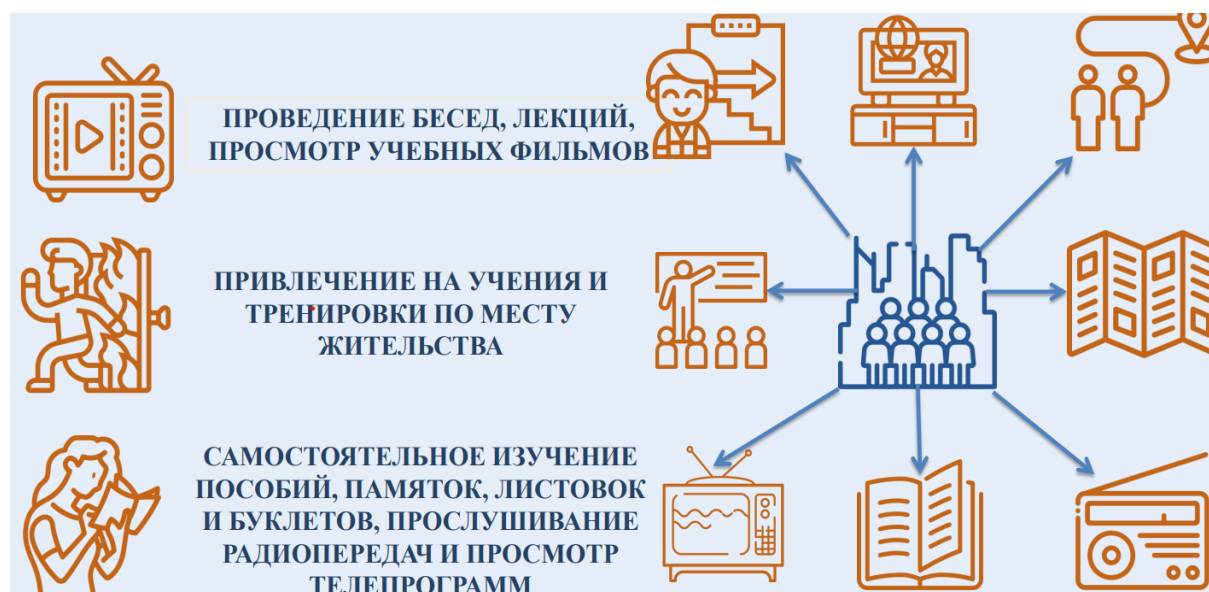 ПРОВЕДЕНИЕ БЕСЕД, ЛЕКЦИЙ,
ПРОСМОТР УЧЕБНЫХ ФИЛЬМОВ
ПРИВЛЕЧЕНИЕ НА УЧЕНИЯ И
ТРЕНИРОВКИ ПО МЕСТУ
ЖИТЕЛЬСТВА
САМОСТОЯТЕЛЬНОЕ ИЗУЧЕНИЕ
ПОСОБИЙ, ПАМЯТОК, ЛИСТОВОК
И БУКЛЕТОВ, ПРОСЛУШИВАНИЕ
РАДИОПЕРЕДАЧ И ПРОСМОТР
ТЕЛЕПРОГРАММ